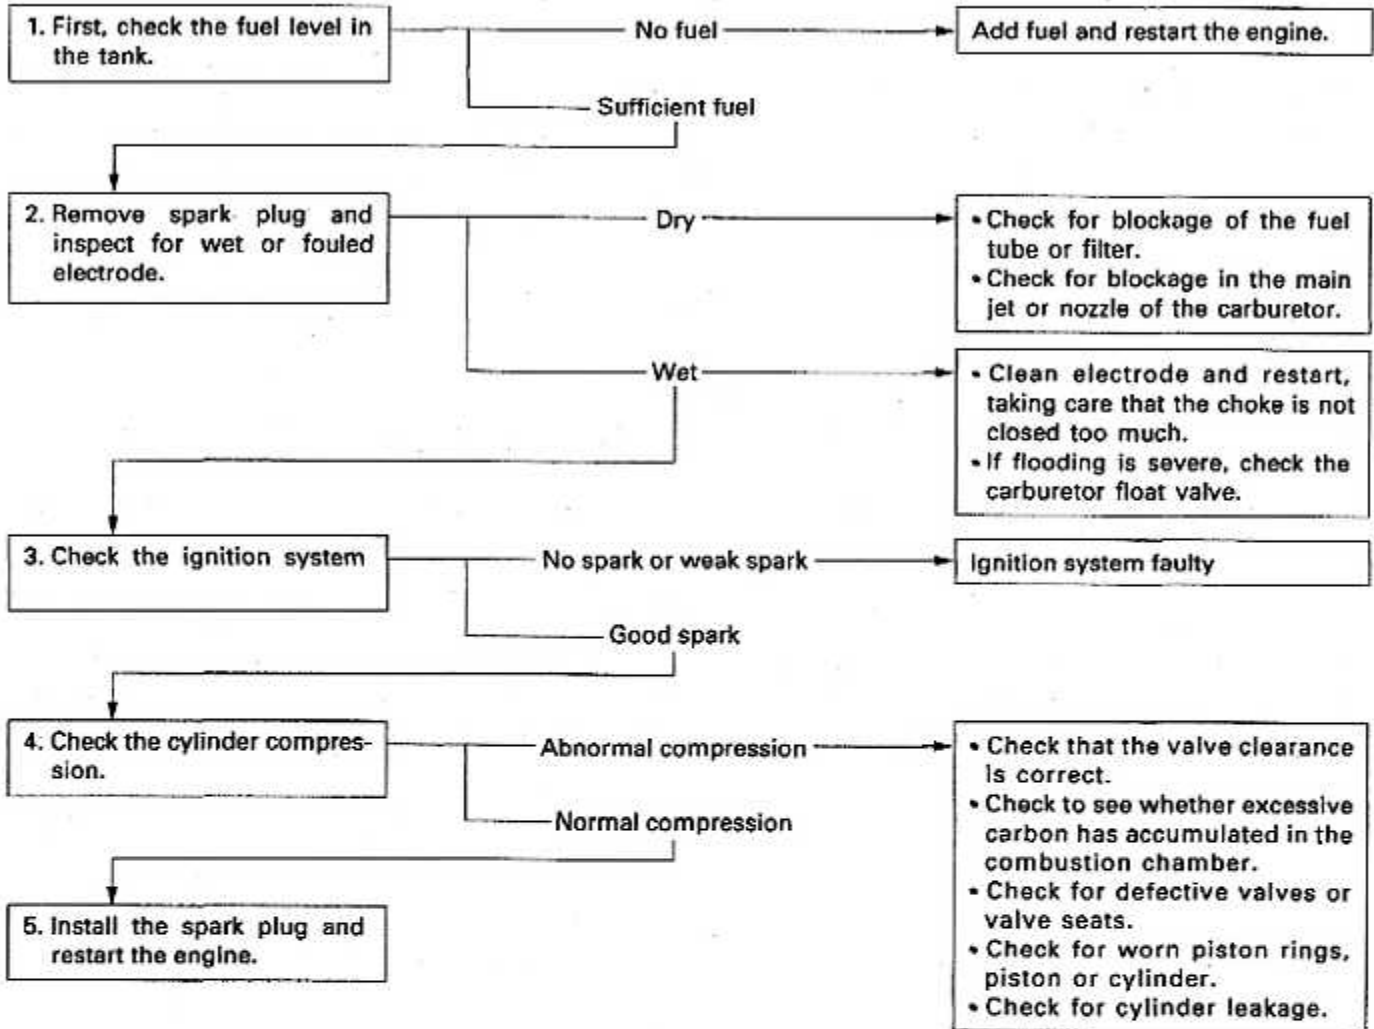 1. First, check the fuel level in
the tank.
No fuel
Add fuel and restart the engine.
Sufficient fuel
2. Remove spark plug and
inspect for wet or fouled
electrode.
Dry
• Check for blockage of the fuel
tube or filter.
• Check for blockage in the main
jet or nozzle of the carburetor.
Wet
• Clean electrode and restart,
taking care that the choke is not
closed too much.
• If flooding is severe, check the
carburetor float valve.
3. Check the ignition system
No spark or weak spark
Ignition system faulty
Good spark
4. Check the cylinder compres-
sion.
Abnormal compression
• Check that the valve clearance
is correct.
• Check to see whether excessive
carbon has accumulated in the
combustion chamber.
• Check for defective valves or
valve seats.
• Check for worn piston rings,
piston or cylinder.
• Check for cylinder leakage.
Normal compression
5. Install the spark plug and
restart the engine.